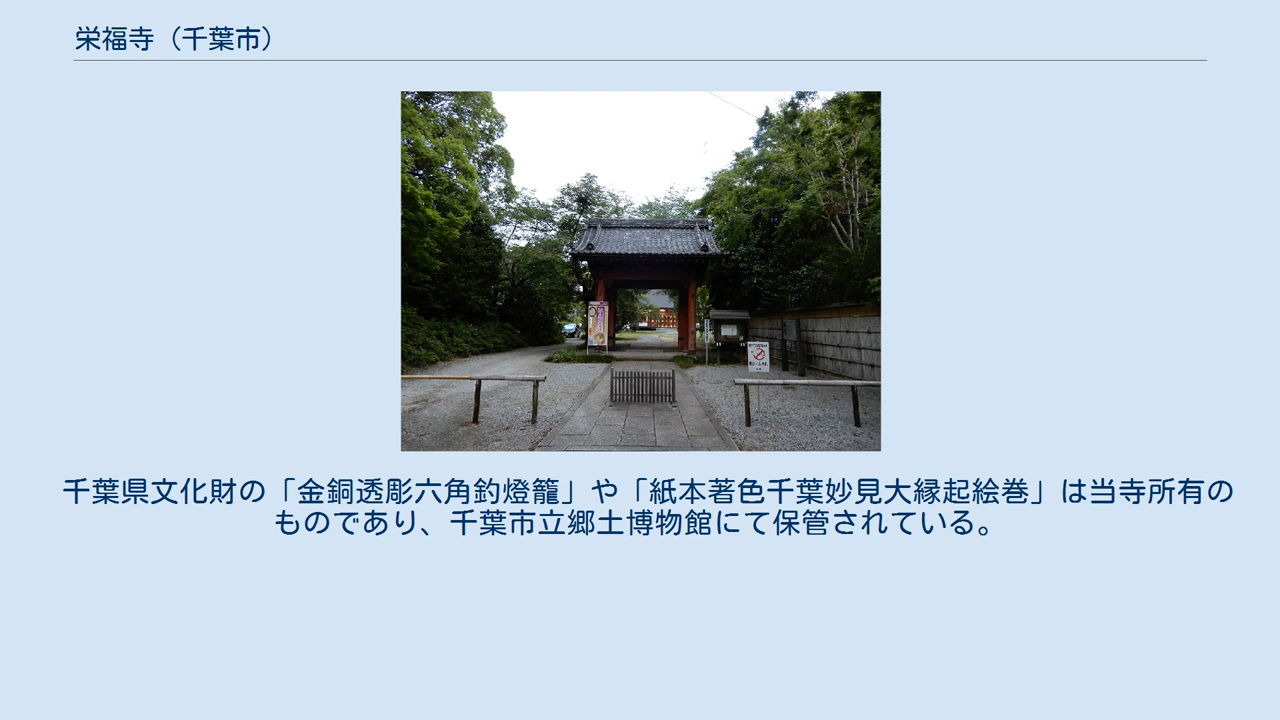 栄福寺（千葉市）
千葉県文化財の「金銅透彫六角釣燈籠」や「紙本著色千葉妙見大縁起絵巻」は当寺所有の
ものであり、千葉市立郷土博物館にて保管されている。